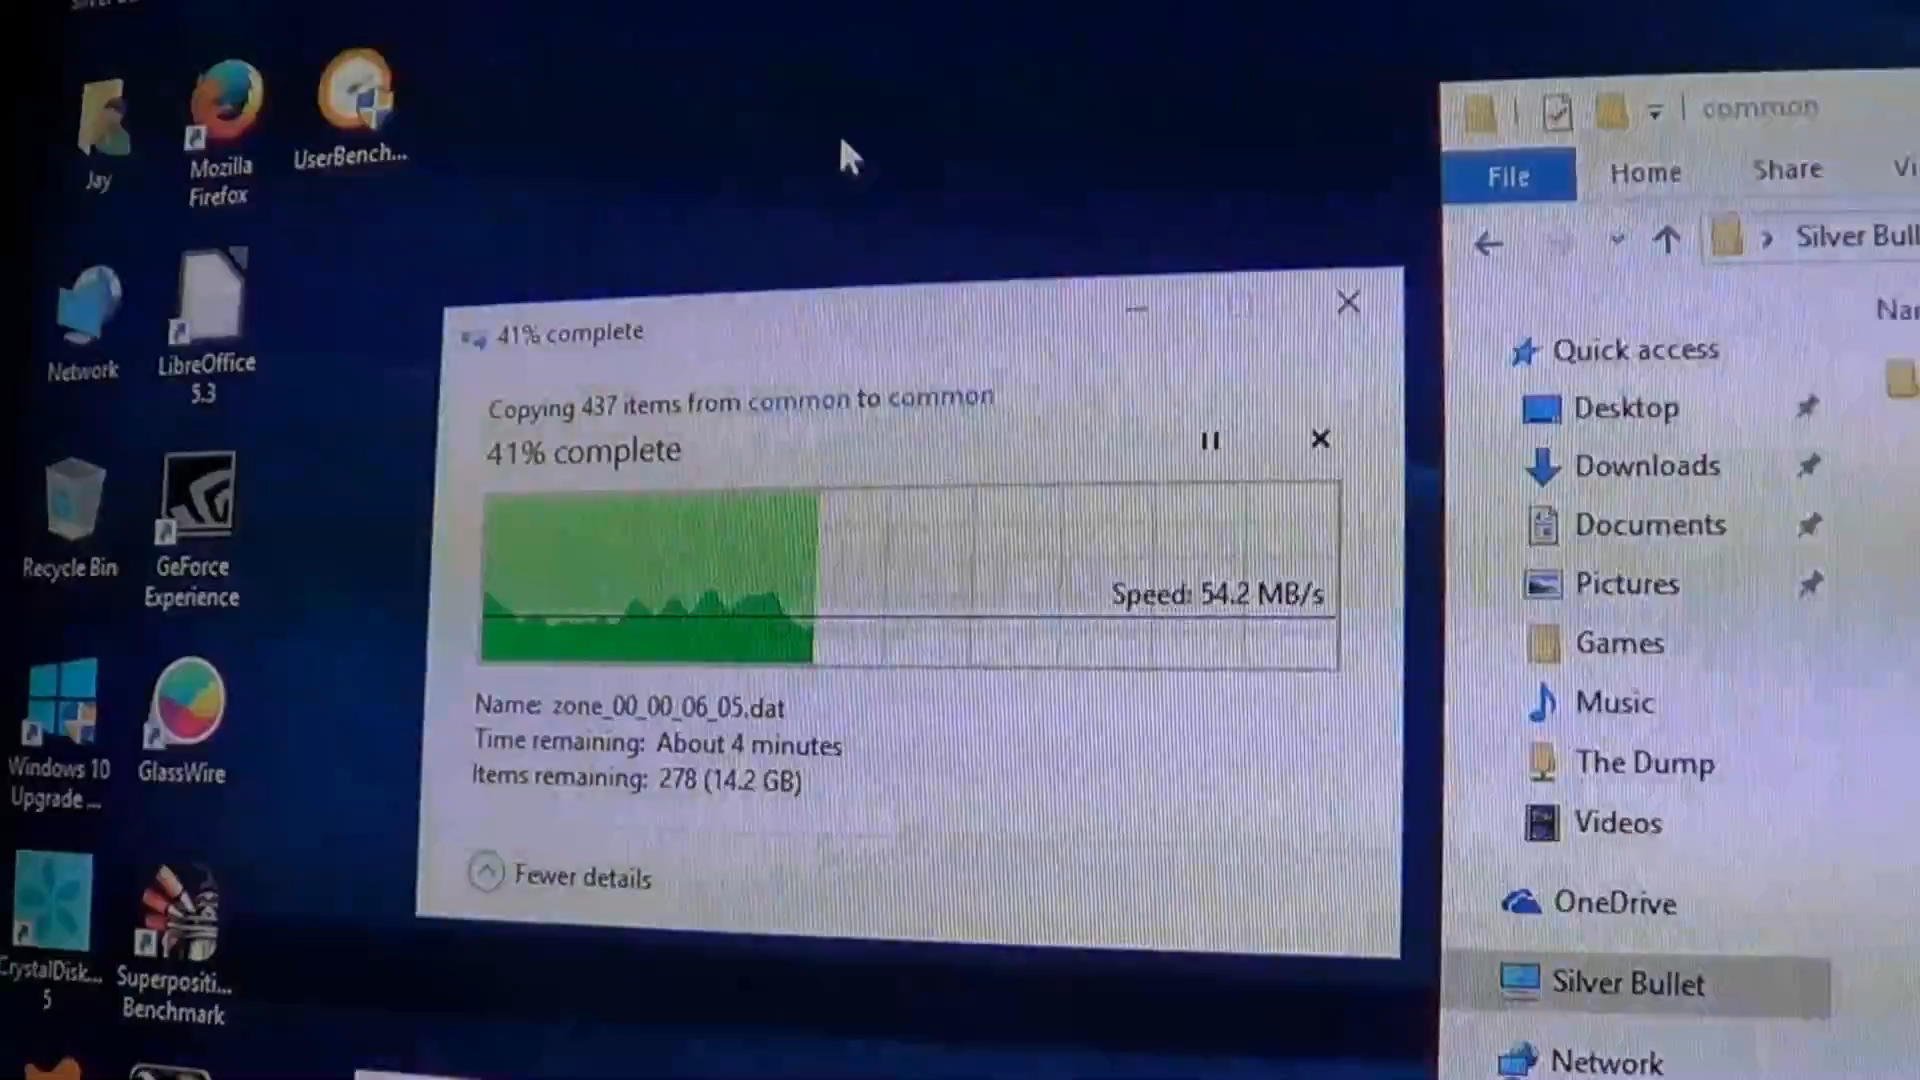 Jay
Mozilla
Firefox
UserBench...
Network
LibreOffice
5.3
Recycle Bin
GeForce
Experience
Windows 10
Upgrade ...
GlassWire
CrystalDisk...
5
Superpositi...
Benchmark
41% complete
Copying 437 items from common to common
41% complete
Speed: 54.2 MB/s
Name: zone_00_00_06_05.dat
Time remaining: About 4 minutes
Items remaining: 278 (14.2 GB)
Fewer details
common
File Home Share
Silver Bull
Quick access
Desktop
Downloads
Documents
Pictures
Games
Music
The Dump
Videos
OneDrive
Silver Bullet
Network